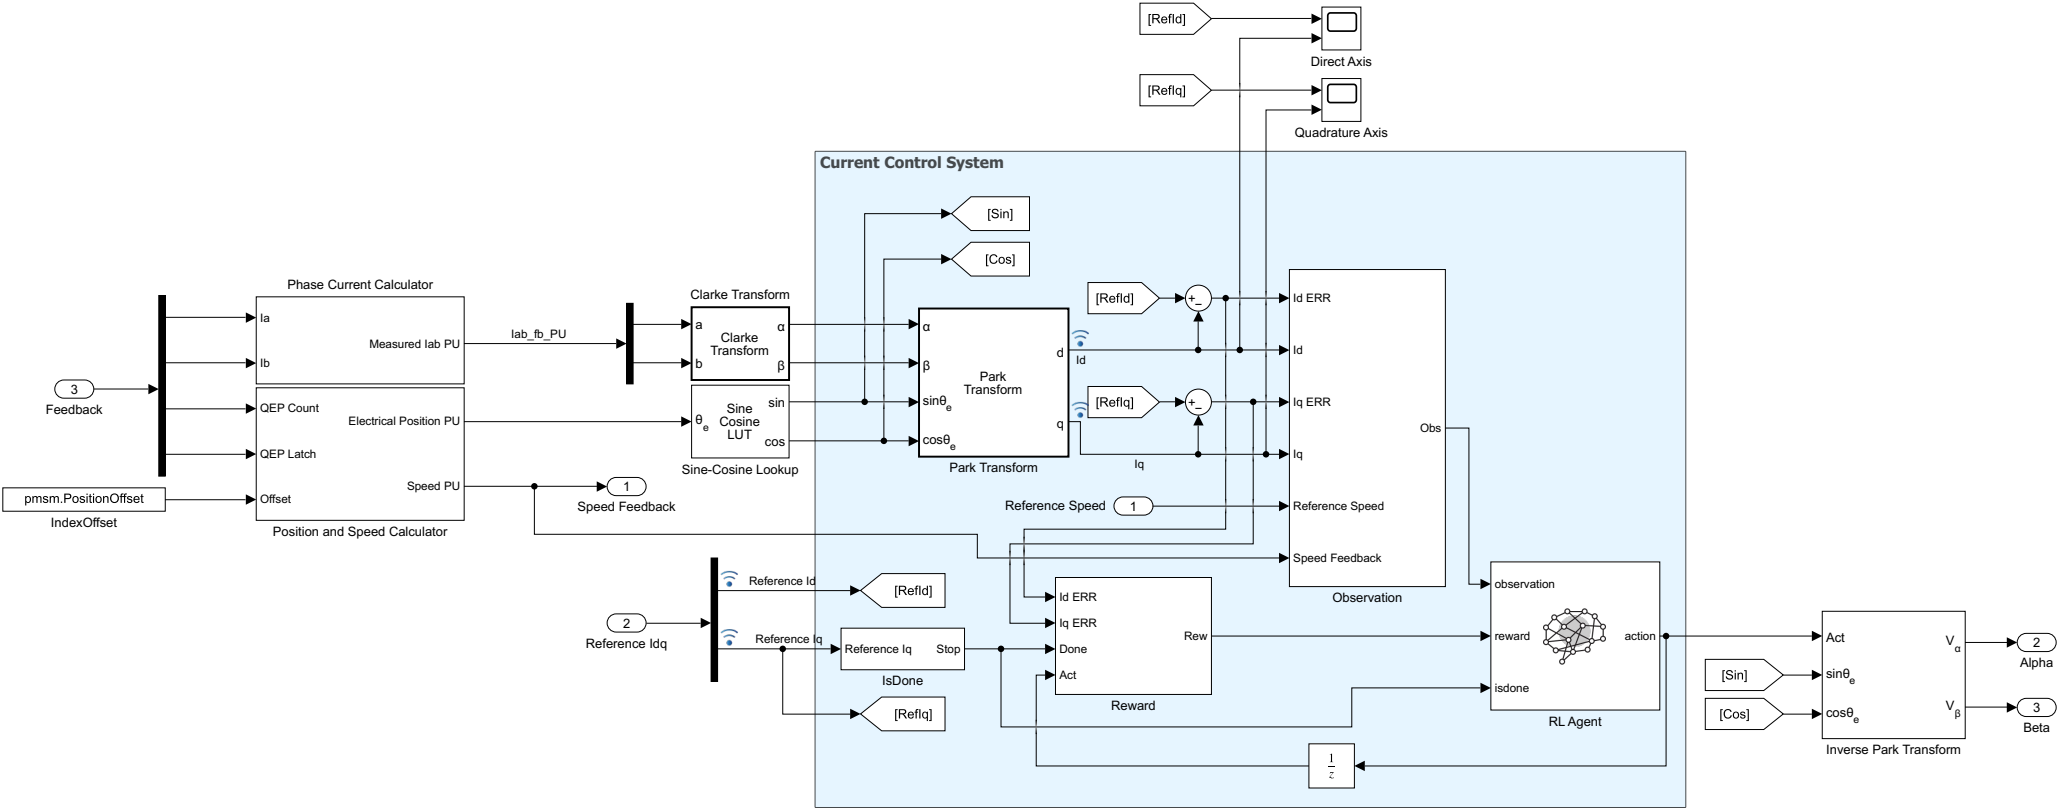 [RefId]
Direct Axis
[RefIq]
Quadrature Axis
Current Control System
[Sin]
[Cos]
Phase Current Calculator
Ia
Ib
Measured Iab PU
Iab_fb_PU
Clarke Transform
a
b
Clarke
Transform
α
β
α
β
sinθe
cosθe
Park
Transform
d
q
Park Transform
Id
Iq
[RefId]
+
−
[RefIq]
+
−
3
Feedback
QEP Count
QEP Latch
Offset
Electrical Position PU
Speed PU
Position and Speed Calculator
pmsm.PositionOffset
IndexOffset
θe
Sine
Cosine
LUT
sin
cos
Sine-Cosine Lookup
1
Speed Feedback
Reference Speed
1
Id ERR
Id
Iq ERR
Iq
Reference Speed
Speed Feedback
Obs
Observation
2
Reference Idq
Reference Id
[RefId]
Reference Iq
Reference Iq
Stop
IsDone
[RefIq]
Id ERR
Iq ERR
Done
Act
Rew
Reward
observation
reward
isdone
action
RL Agent
1
z
[Sin]
[Cos]
Act
sinθe
cosθe
Vα
Vβ
Inverse Park Transform
2
Alpha
3
Beta